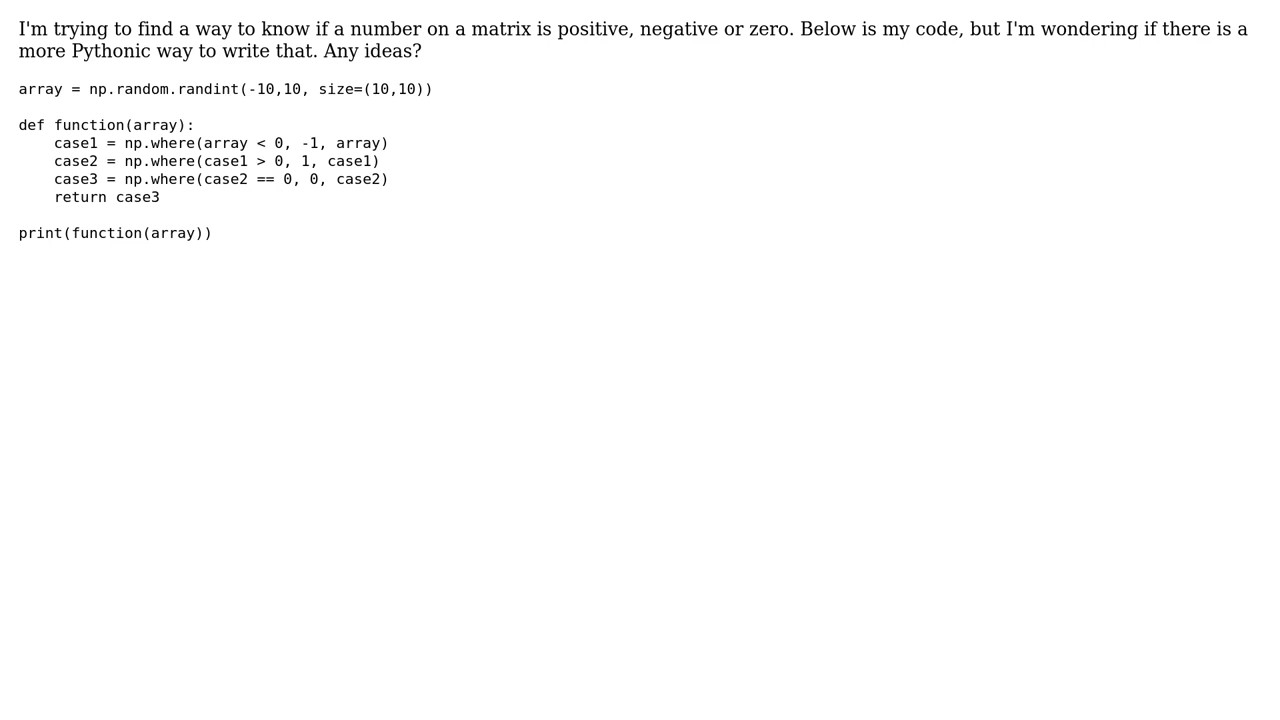 I'm trying to find a way to know if a number on a matrix is positive, negative or zero. Below is my code, but I'm wondering if there is a
more Pythonic way to write that. Any ideas?
array = np.random.randint(-10,10, size=(10,10))
def function(array):
    case1 = np.where(array < 0, -1, array)
    case2 = np.where(case1 > 0, 1, case1)
    case3 = np.where(case2 == 0, 0, case2)
    return case3
print(function(array))